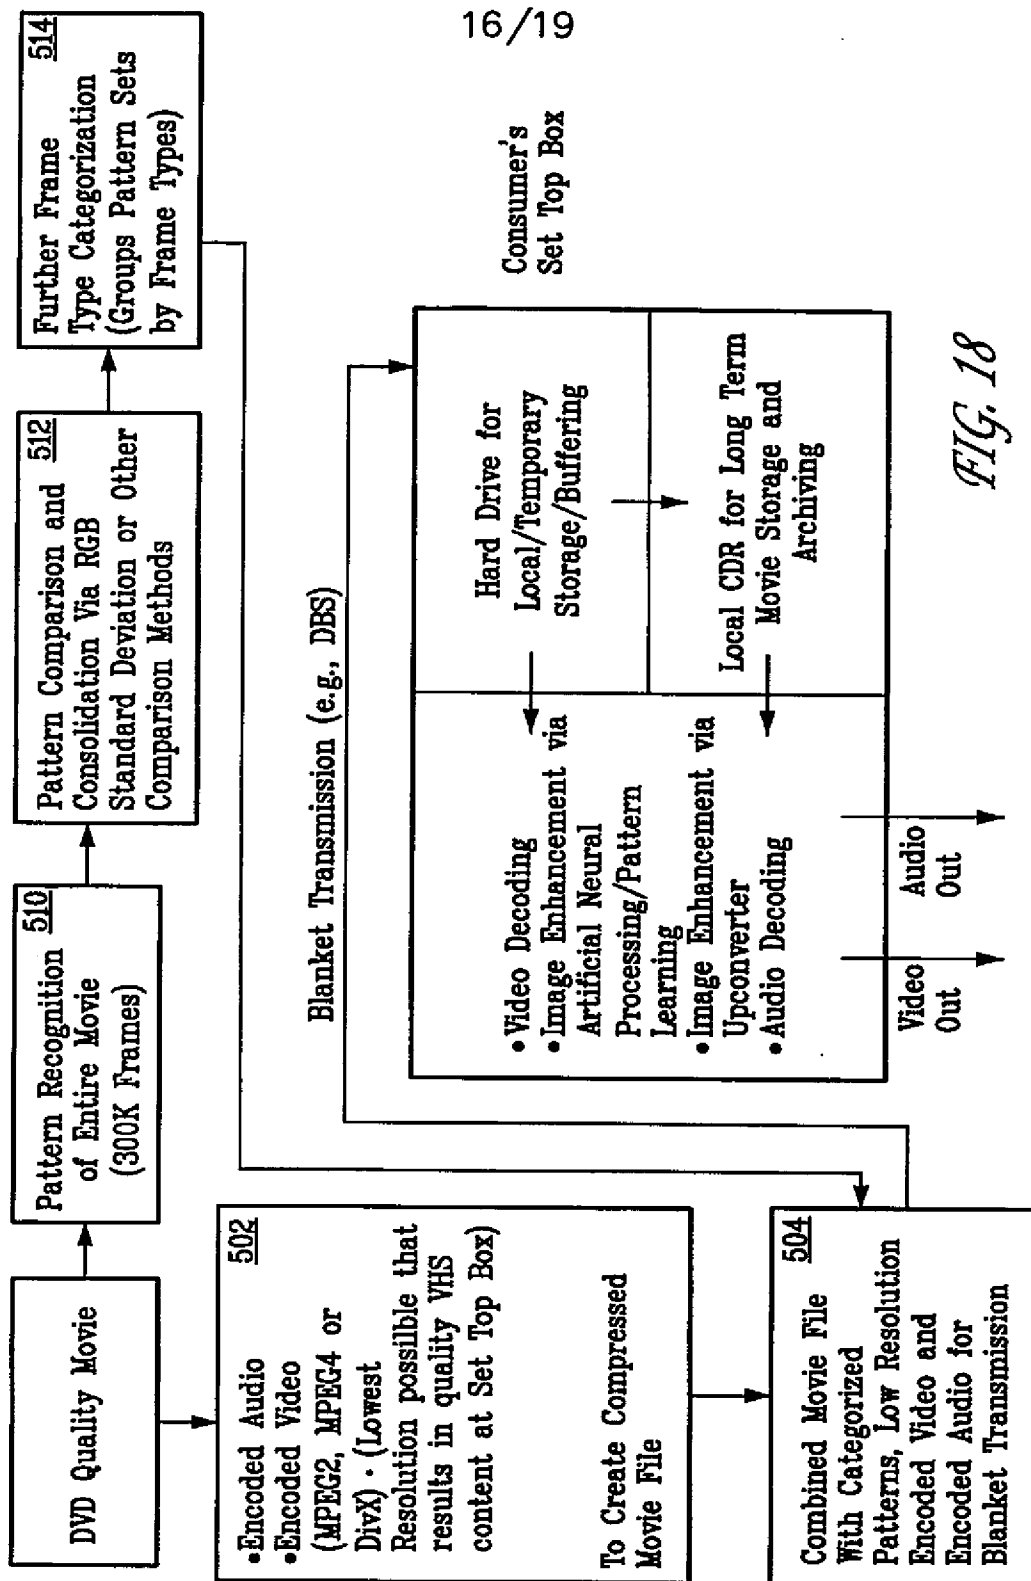 16/19
DVD Quality Movie
510
Pattern Recognition
of Entire Movie
(300K Frames)
512
Pattern Comparison and
Consolidation Via RGB
Standard Deviation or Other
Comparison Methods
514
Further Frame
Type Categorization
(Groups Pattern Sets
by Frame Types)
502
•Encoded Audio
•Encoded Video
(MPEG2, MPEG4 or
DivX) · (Lowest
Resolution possilble that
results in quality VHS
content at Set Top Box)
To Create Compressed
Movie File
504
Combined Movie File
With Categorized
Patterns, Low Resolution
Encoded Video and
Encoded Audio for
Blanket Transmission
Blanket Transmission (e.g., DBS)
•Video Decoding
•Image Enhancement via
Artificial Neural
Processing/Pattern
Learning
•Image Enhancement via
Upconverter
•Audio Decoding
Hard Drive for
Local/Temporary
Storage/Buffering
Local CDR for Long Term
Movie Storage and
Archiving
Consumer's
Set Top Box
Video
Out
Audio
Out
FIG. 18